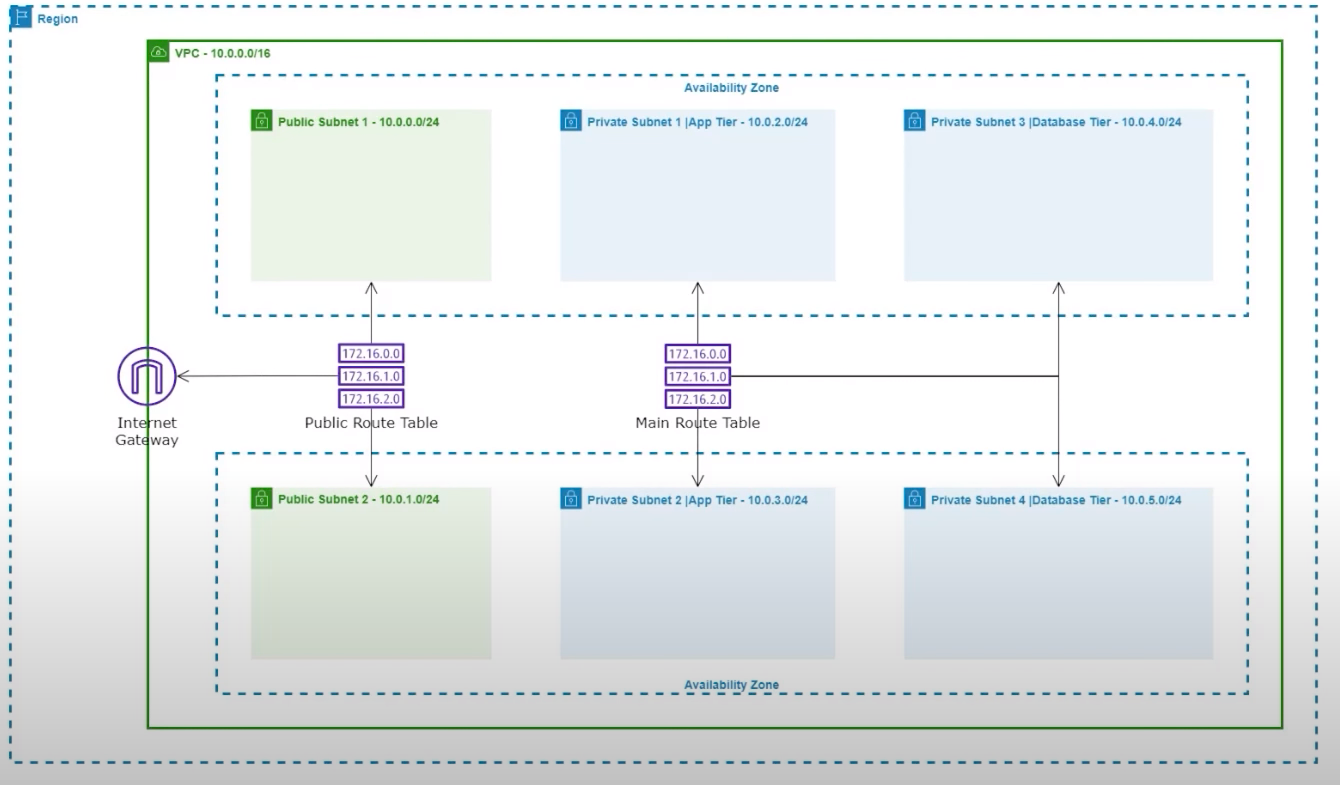 Region
VPC - 10.0.0.0/16
Availability Zone
Public Subnet 1 - 10.0.0.0/24
Private Subnet 1 |App Tier - 10.0.2.0/24
Private Subnet 3 |Database Tier - 10.0.4.0/24
172.16.0.0
172.16.1.0
172.16.2.0
172.16.0.0
172.16.1.0
172.16.2.0
Internet
Gateway
Public Route Table
Main Route Table
Public Subnet 2 - 10.0.1.0/24
Private Subnet 2 |App Tier - 10.0.3.0/24
Private Subnet 4 |Database Tier - 10.0.5.0/24
Availability Zone